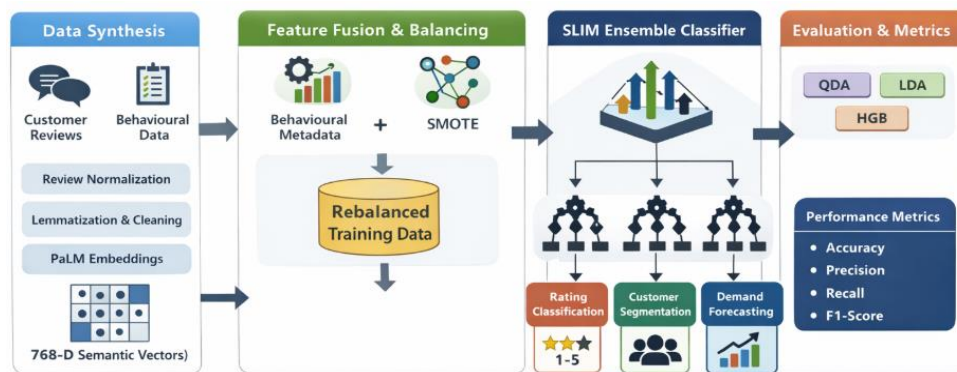 Data Synthesis
Customer
Reviews
Behavioural
Data
Review Normalization
Lemmatization & Cleaning
PaLM Embeddings
768-D Semantic Vectors)
Feature Fusion & Balancing
Behavioural
Metadata
+
SMOTE
Rebalanced
Training Data
SLIM Ensemble Classifier
Rating
Classification
1-5
Customer
Segmentation
Demand
Forecasting
Evaluation & Metrics
QDA
LDA
HGB
Performance Metrics
• Accuracy
• Precision
• Recall
• F1-Score